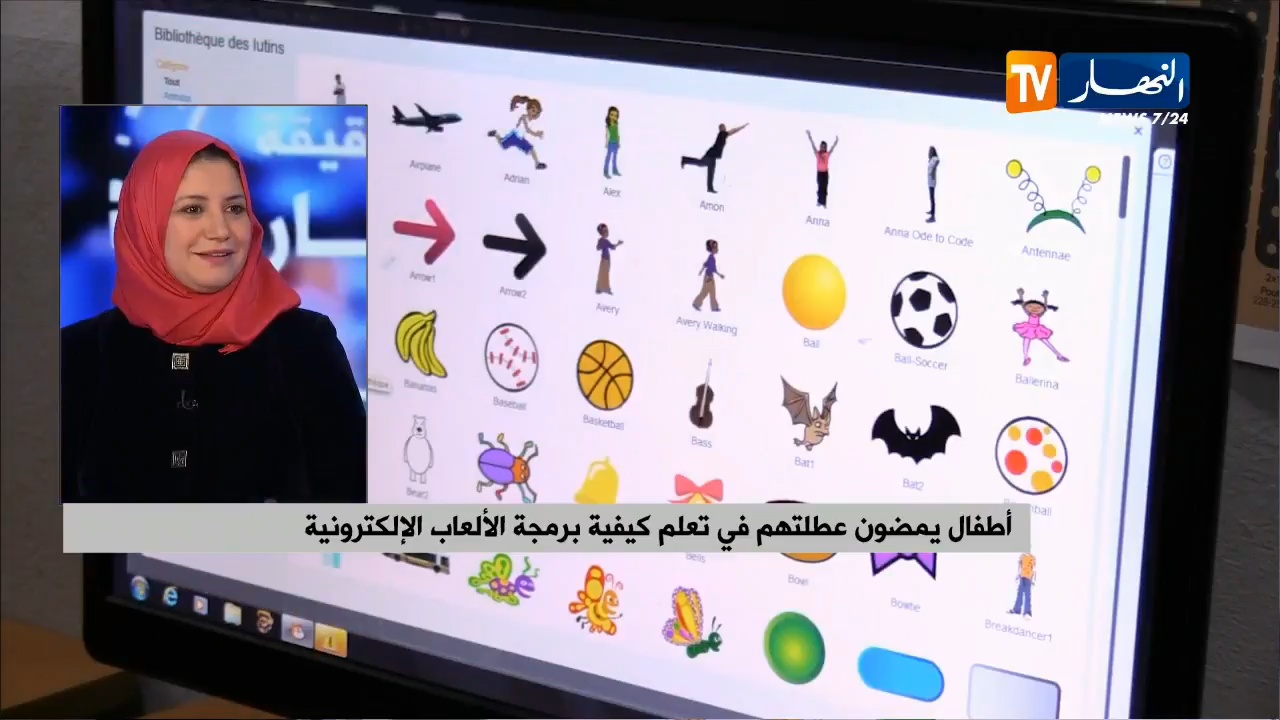 Bibliothèque des lutins
TV النهار
NEWS 7/24
Catégorie
Tout
Airplane
Adrian
Alex
Amon
Anna
Anna Ode to Code
Antennae
Arrow1
Arrow2
Avery
Avery Walking
Ball
Ball-Soccer
Ballerina
Bananas
Baseball
Basketball
Bass
Bat1
Bat2
Bear2
أطفال يمضون عطلتهم في تعلم كيفية برمجة الألعاب الإلكترونية
Bells
Bowl
Bowtie
Breakdancer1